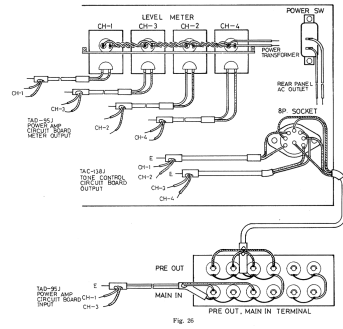 LEVEL METER
CH-1 CH-3 CH-2 CH-4
POWER SW
POWER
TRANSFORMER
REAR PANEL
AC OUTLET
CH-1
CH-3
CH-2
CH-4
TAD-95J
POWER AMP
CIRCUIT BOARD
METER OUTPUT
8P. SOCKET
E
CH-1
CH-2
E
CH-3
CH-4
TAC-138J
TONE CONTROL
CIRCUIT BOARD
OUTPUT
PRE OUT
MAIN IN
E
CH-1
CH-3
TAD-95J
POWER AMP
CIRCUIT BOARD
INPUT
PRE OUT, MAIN IN TERMINAL
Fig. 26